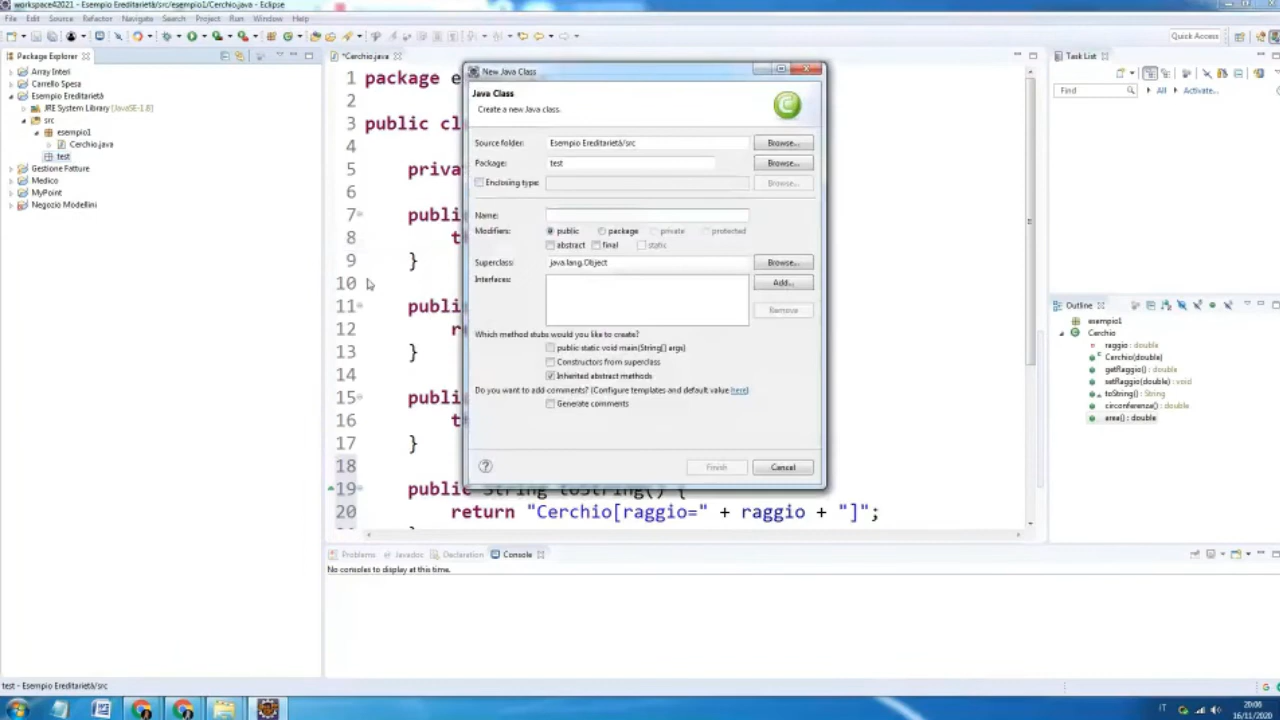 workspace42021 - Esempio Ereditarietà/src/esempio1/Cerchio.java - Eclipse
File Edit Source Refactor Navigate Search Project Run Window Help
Quick Access
Package Explorer
Array Interi
Carrello Spesa
Esempio Ereditarietà
JRE System Library [JavaSE-1.8]
src
esempio1
Cerchio.java
test
Gestione Fatture
Medico
MyPoint
Negozio Modellini
*Cerchio.java
1 package e
2
3 public cl
4
5 priva
6
7 publi
8 t
9 }
10
11 publi
12 r
13 }
14
15 publi
16 t
17 }
18
19 public String toString() {
20 return "Cerchio[raggio=" + raggio + "]";
New Java Class
Java Class
Create a new Java class.
Source folder: Esempio Ereditarietà/src Browse...
Package: test Browse...
Enclosing type: Browse...
Name:
Modifiers: public package private protected
abstract final static
Superclass: java.lang.Object Browse...
Interfaces: Add...
Remove
Which method stubs would you like to create?
public static void main(String[] args)
Constructors from superclass
Inherited abstract methods
Do you want to add comments? (Configure templates and default value here)
Generate comments
? Finish Cancel
Task List
Find All Activate...
Outline
esempio1
Cerchio
raggio : double
Cerchio(double)
getRaggio() : double
setRaggio(double) : void
toString() : String
circonferenza() : double
area() : double
Problems Javadoc Declaration Console
No consoles to display at this time.
test - Esempio Ereditarietà/src
IT
20:06
16/11/2020